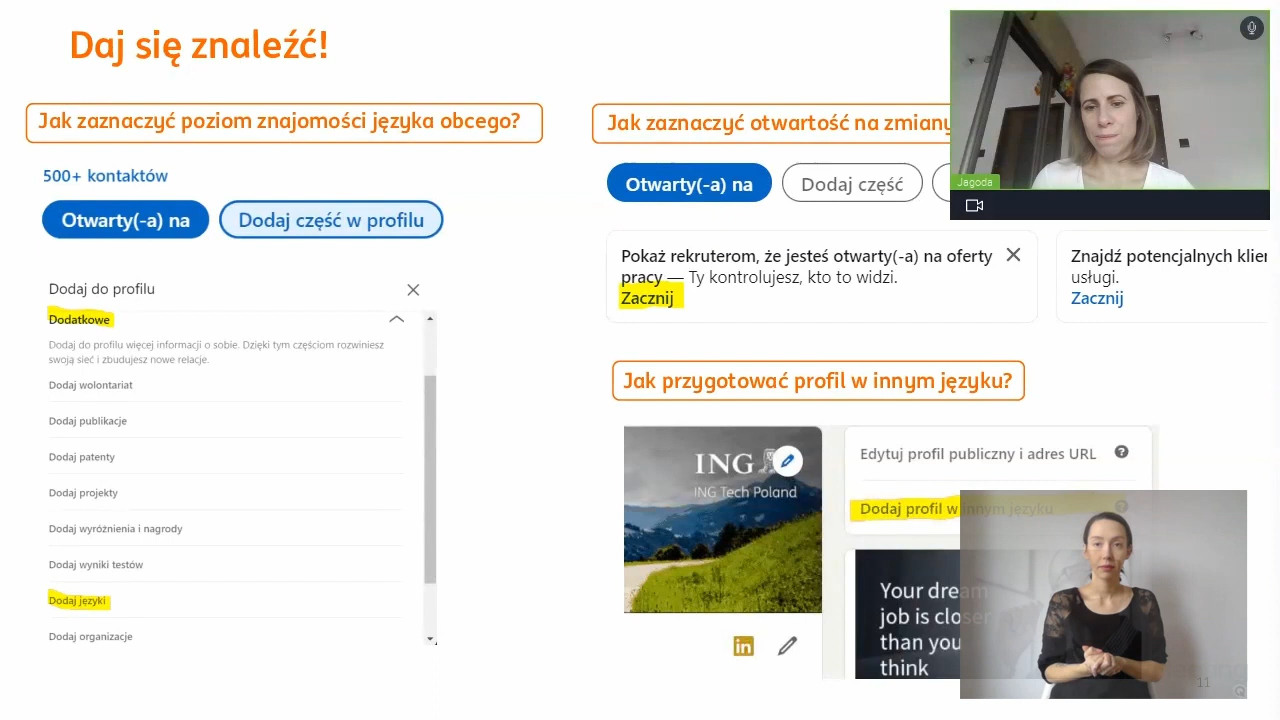 Daj się znaleźć!
Jak zaznaczyć poziom znajomości języka obcego?
500+ kontaktów
Otwarty(-a) na
Dodaj część w profilu
Dodaj do profilu
Dodatkowe
Dodaj do profilu więcej informacji o sobie. Dzięki tym częściom rozwiniesz
swoją sieć i zbudujesz nowe relacje.
Dodaj wolontariat
Dodaj publikacje
Dodaj patenty
Dodaj projekty
Dodaj wyróżnienia i nagrody
Dodaj wyniki testów
Dodaj języki
Dodaj organizacje
Jak zaznaczyć otwartość na zmiany
Otwarty(-a) na
Dodaj część
Pokaż rekruterom, że jesteś otwarty(-a) na oferty
pracy — Ty kontrolujesz, kto to widzi.
Zacznij
Znajdź potencjalnych klier
usługi.
Zacznij
Jak przygotować profil w innym języku?
ING
ING Tech Poland
in
Edytuj profil publiczny i adres URL
Dodaj profil w innym języku
Your dream
job is closer
than you
think
Jagoda
11